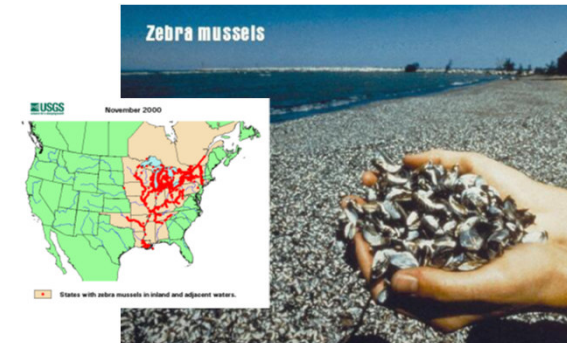 Zebra mussels
USGS
November 2000
States with zebra mussels in inland and adjacent waters.